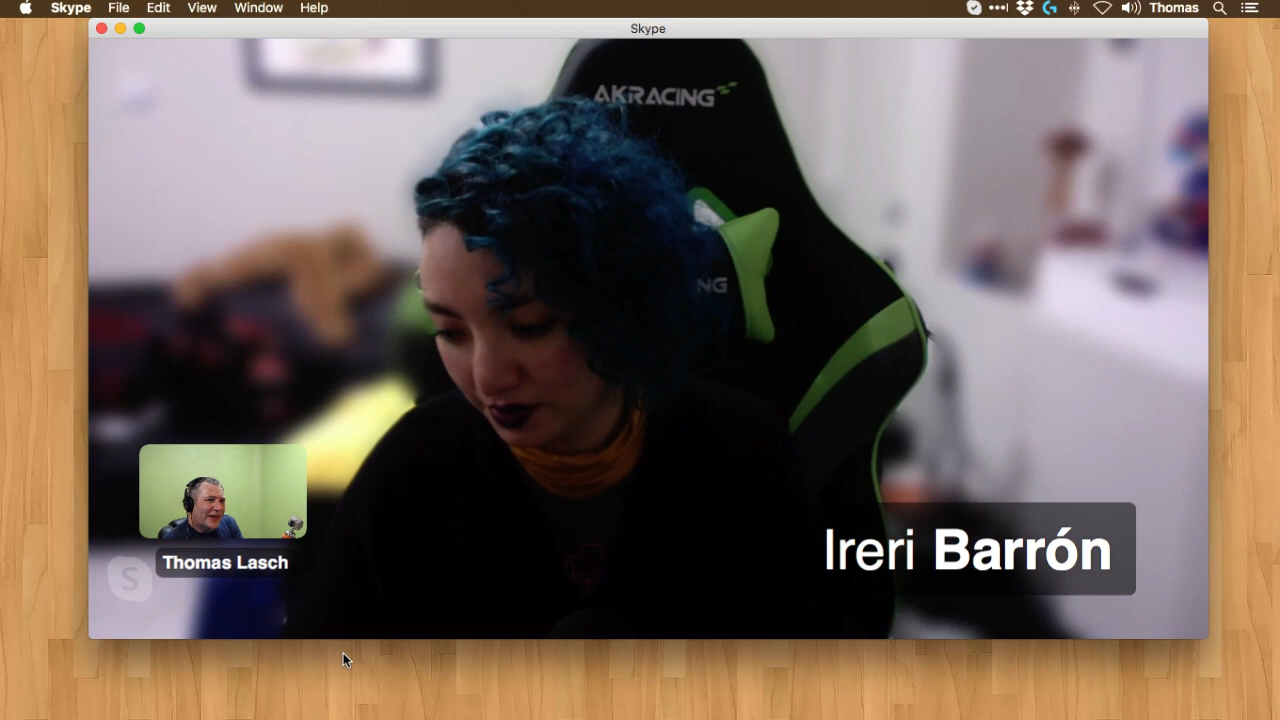 Skype File Edit View Window Help Thomas
Skype
AKRACING
NG
Ireri Barrón
Thomas Lasch
S